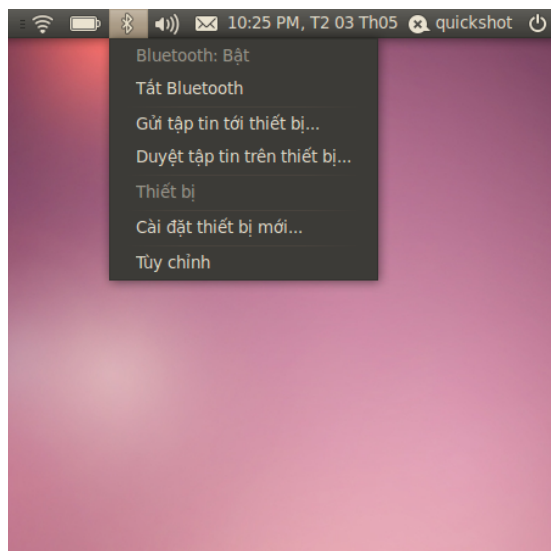 10:25 PM, T2 03 Th05 quickshot
Bluetooth: Bật
Tắt Bluetooth
Gửi tập tin tới thiết bị...
Duyệt tập tin trên thiết bị...
Thiết bị
Cài đặt thiết bị mới...
Tùy chỉnh